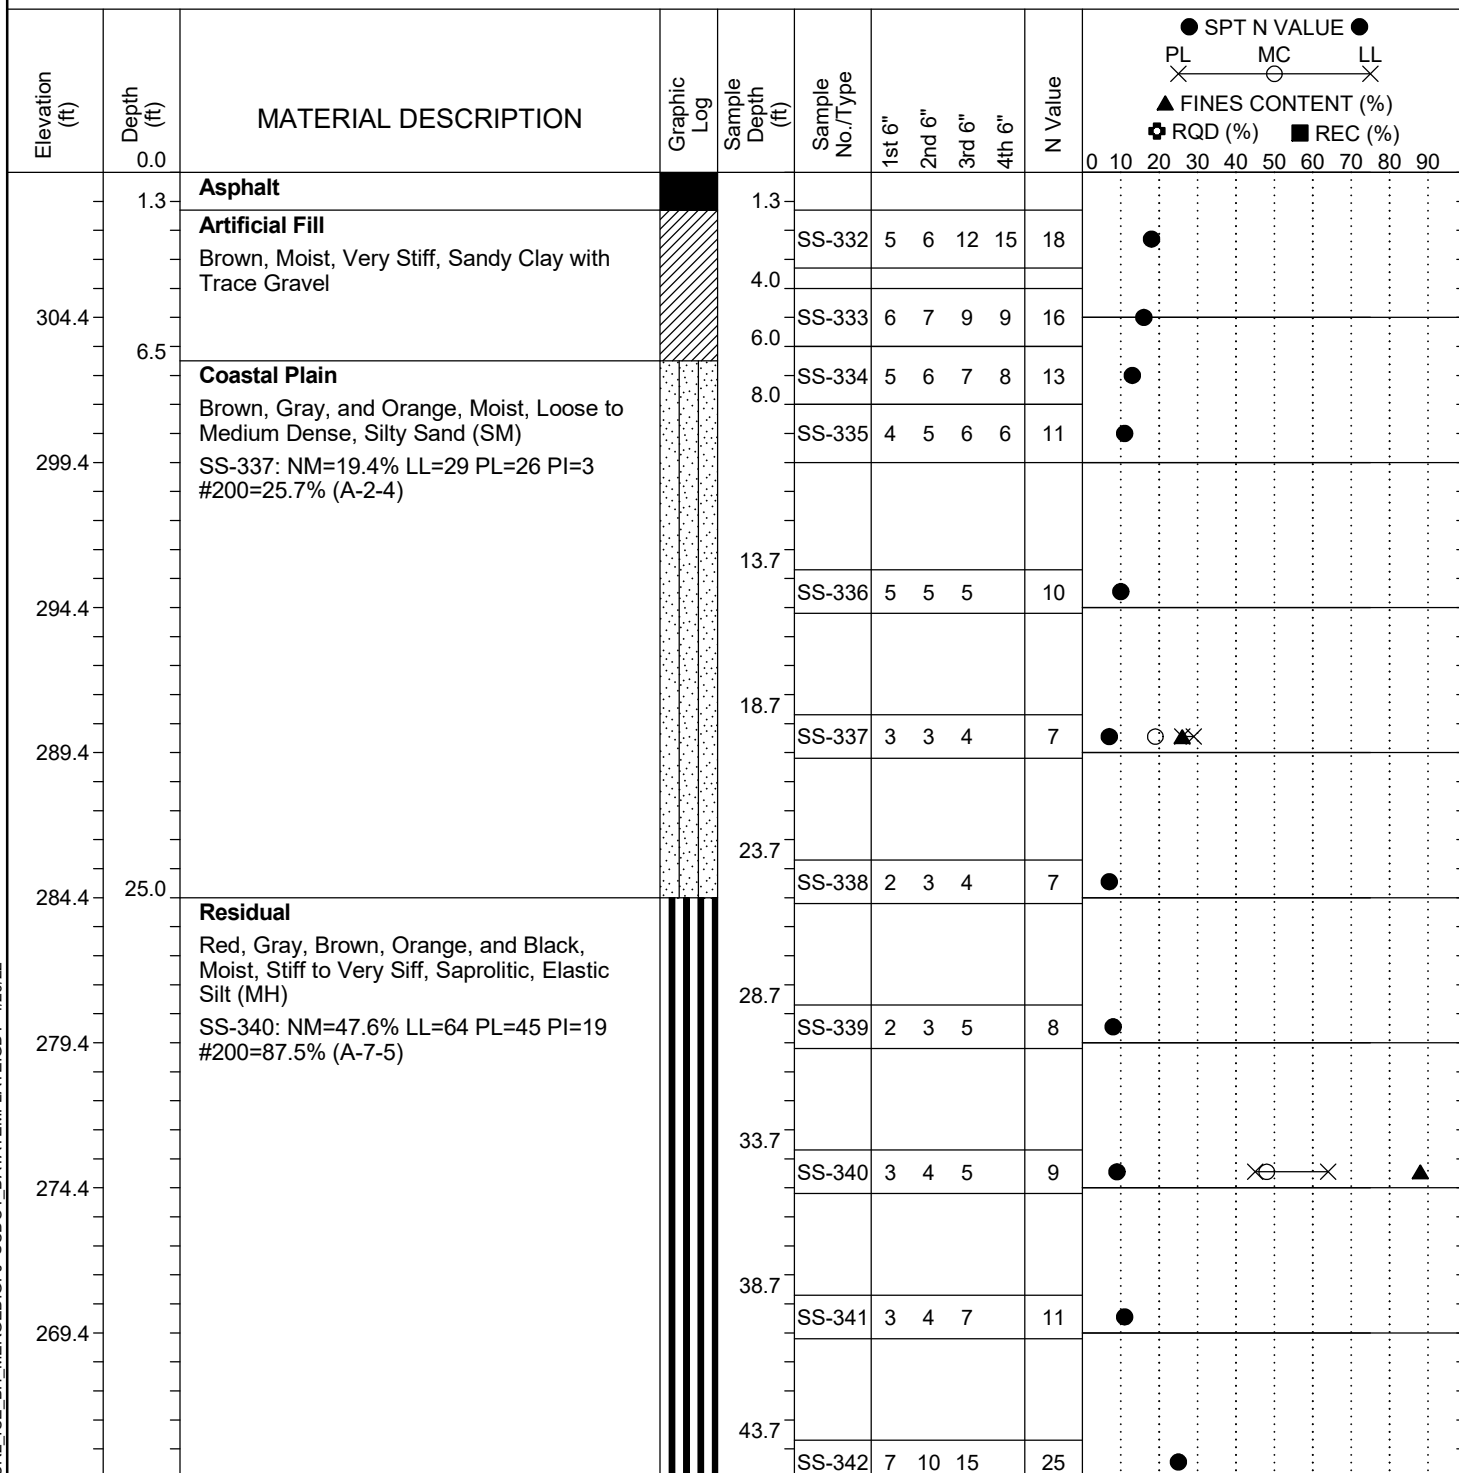 ● SPT N VALUE ●
PL MC LL
▲ FINES CONTENT (%)
RQD (%) ■ REC (%)
Elevation (ft)
Depth (ft)
MATERIAL DESCRIPTION
Graphic Log
Sample Depth (ft)
Sample No./Type
1st 6"
2nd 6"
3rd 6"
4th 6"
N Value
0.0
0 10 20 30 40 50 60 70 80 90
1.3 Asphalt 1.3
Artificial Fill
SS-332 5 6 12 15 18
Brown, Moist, Very Stiff, Sandy Clay with
Trace Gravel
4.0
304.4 SS-333 6 7 9 9 16
6.0
6.5
Coastal Plain
SS-334 5 6 7 8 13
8.0
Brown, Gray, and Orange, Moist, Loose to
Medium Dense, Silty Sand (SM)
SS-335 4 5 6 6 11
299.4
SS-337: NM=19.4% LL=29 PL=26 PI=3
#200=25.7% (A-2-4)
13.7
SS-336 5 5 5 10
294.4
18.7
SS-337 3 3 4 7
289.4
23.7
SS-338 2 3 4 7
284.4 25.0
Residual
Red, Gray, Brown, Orange, and Black,
Moist, Stiff to Very Siff, Saprolitic, Elastic
Silt (MH)
28.7
SS-340: NM=47.6% LL=64 PL=45 PI=19
#200=87.5% (A-7-5)
SS-339 2 3 5 8
279.4
33.7
SS-340 3 4 5 9
274.4
38.7
SS-341 3 4 7 11
269.4
43.7
SS-342 7 10 15 25